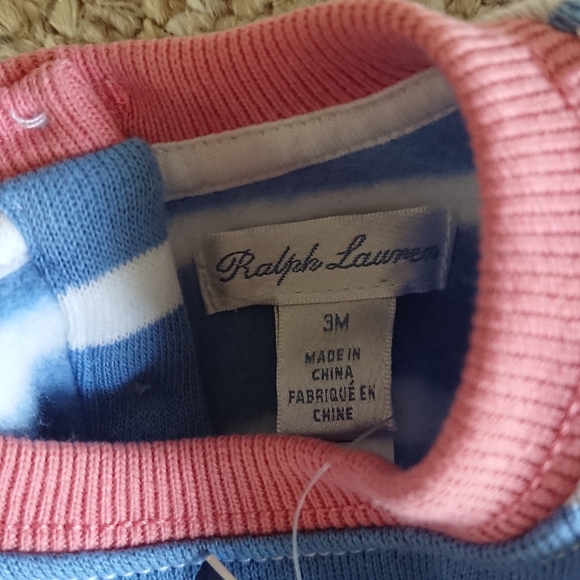 Ralph Lauren
3M
MADE IN
CHINA
FABRIQUÉ EN
CHINE